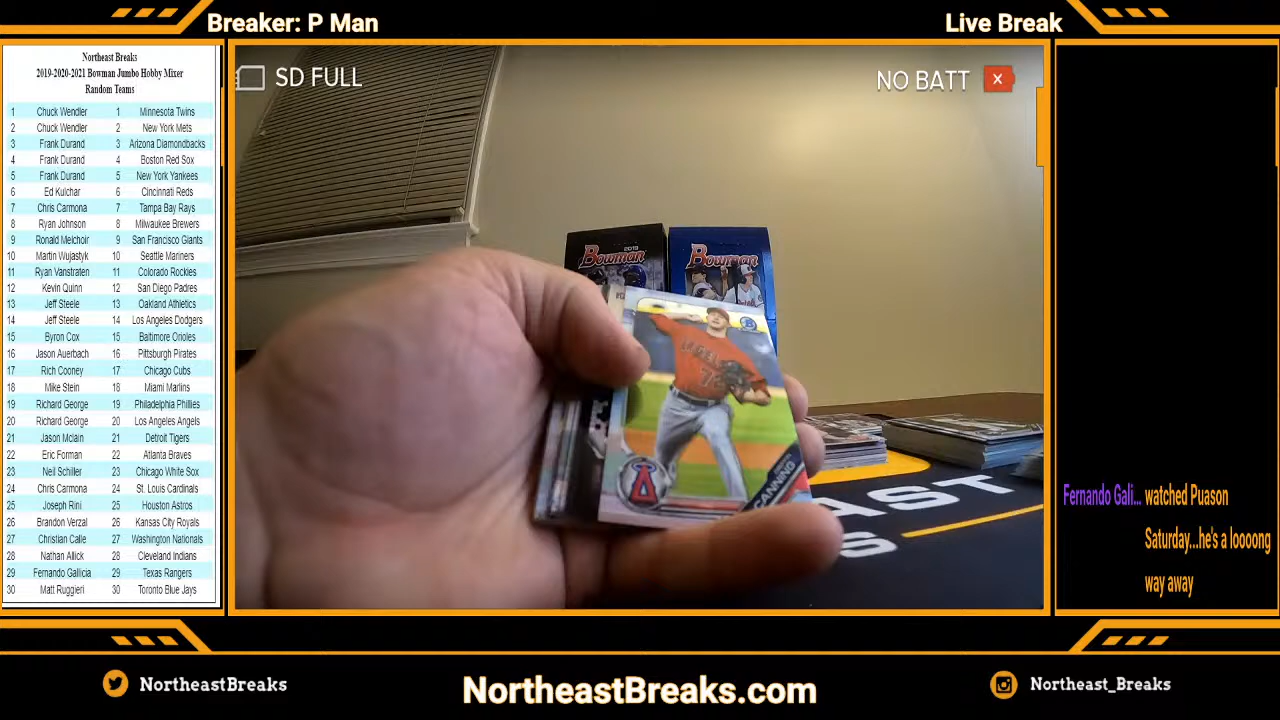 Breaker: P Man
Live Break
Northeast Breaks
2019-2020-2021 Bowman Jumbo Hobby Mixer
Random Teams
1 Chuck Wendler 1 Minnesota Twins
2 Chuck Wendler 2 New York Mets
3 Frank Durand 3 Arizona Diamondbacks
4 Frank Durand 4 Boston Red Sox
5 Frank Durand 5 New York Yankees
6 Ed Kulchar 6 Cincinnati Reds
7 Chris Carmona 7 Tampa Bay Rays
8 Ryan Johnson 8 Milwaukee Brewers
9 Ronald Melchoir 9 San Francisco Giants
10 Martin Wujastyk 10 Seattle Mariners
11 Ryan Vanstraten 11 Colorado Rockies
12 Kevin Quinn 12 San Diego Padres
13 Jeff Steele 13 Oakland Athletics
14 Jeff Steele 14 Los Angeles Dodgers
15 Byron Cox 15 Baltimore Orioles
16 Jason Auerbach 16 Pittsburgh Pirates
17 Rich Cooney 17 Chicago Cubs
18 Mike Stein 18 Miami Marlins
19 Richard George 19 Philadelphia Phillies
20 Richard George 20 Los Angeles Angels
21 Jason Mclain 21 Detroit Tigers
22 Eric Forman 22 Atlanta Braves
23 Neil Schiller 23 Chicago White Sox
24 Chris Carmona 24 St. Louis Cardinals
25 Joseph Rini 25 Houston Astros
26 Brandon Verzal 26 Kansas City Royals
27 Christian Calle 27 Washington Nationals
28 Nathan Allick 28 Cleveland Indians
29 Fernando Gallicia 29 Texas Rangers
30 Matt Ruggieri 30 Toronto Blue Jays
SD FULL
NO BATT
2019
Bowman
Bowman
CANNING
AST
S
Fernando Gali... watched Puason
Saturday...he's a loooong
way away
NortheastBreaks
NortheastBreaks.com
Northeast_Breaks